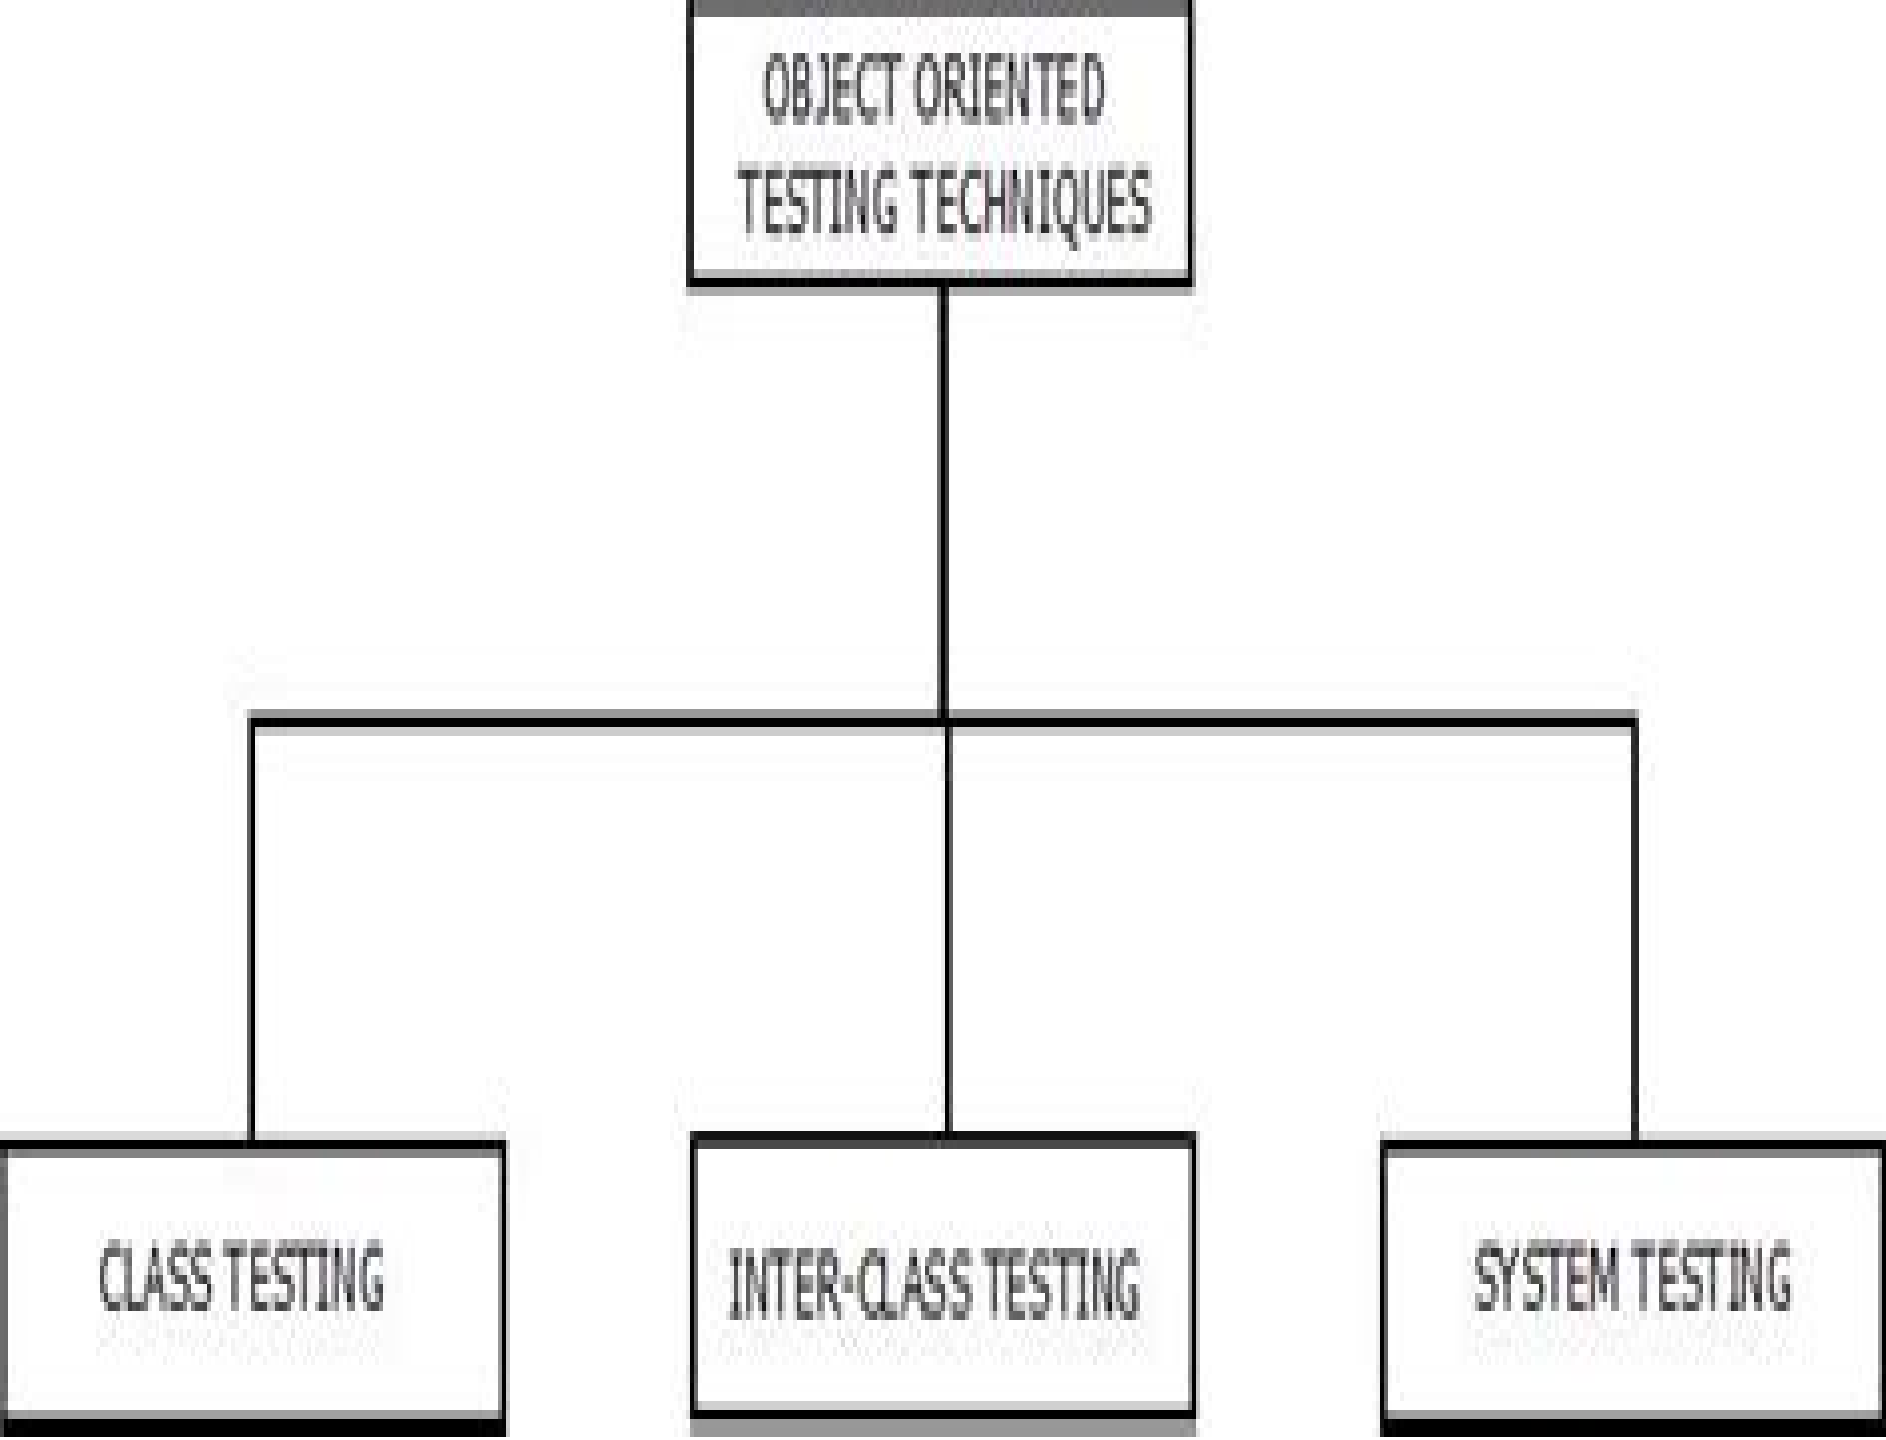 OBJECT ORIENTED
TESTING TECHNIQUES
CLASS TESTING
INTER-CLASS TESTING
SYSTEM TESTING